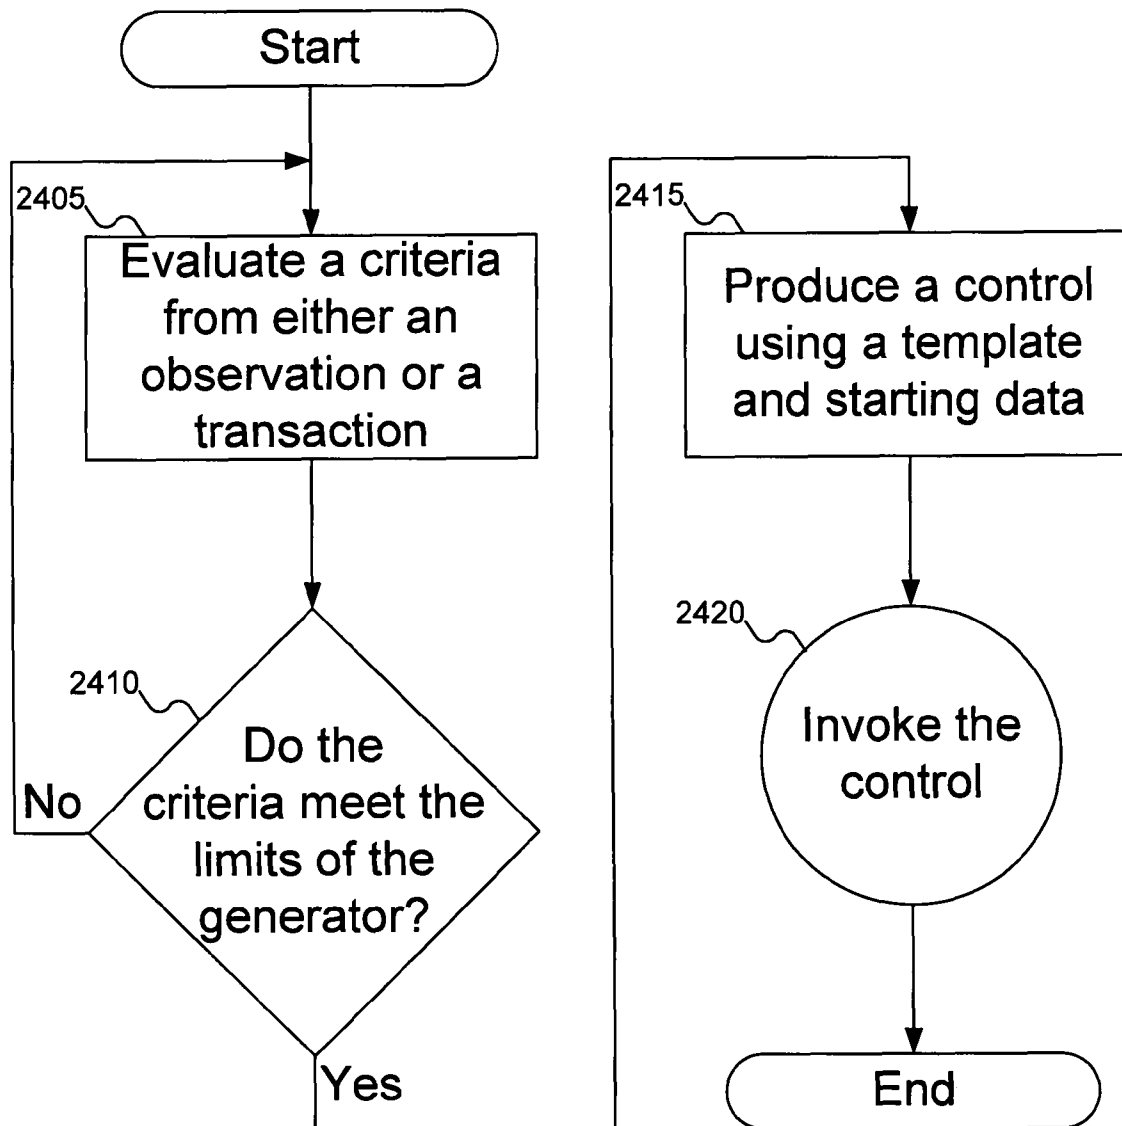 Start
2405
Evaluate a criteria
from either an
observation or a
transaction
2410
Do the
criteria meet the
limits of the
generator?
No
Yes
2415
Produce a control
using a template
and starting data
2420
Invoke the
control
End